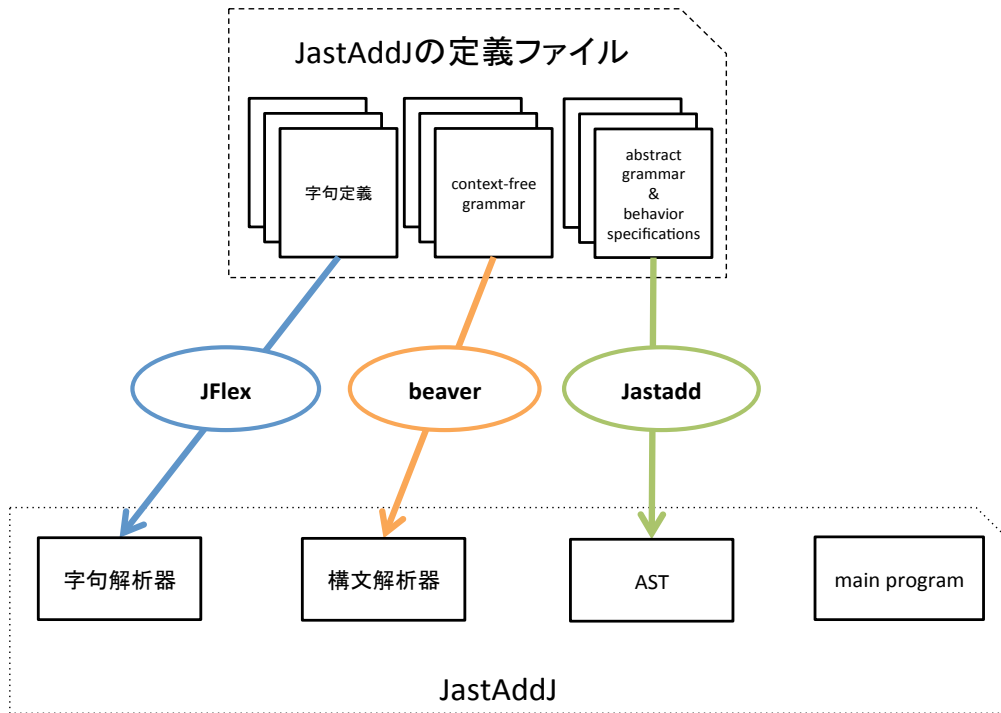 JastAddJの定義ファイル
字句定義
context-free
grammar
abstract
grammar
&
behavior
specifications
JFlex
beaver
Jastadd
字句解析器
構文解析器
AST
main program
JastAddJ